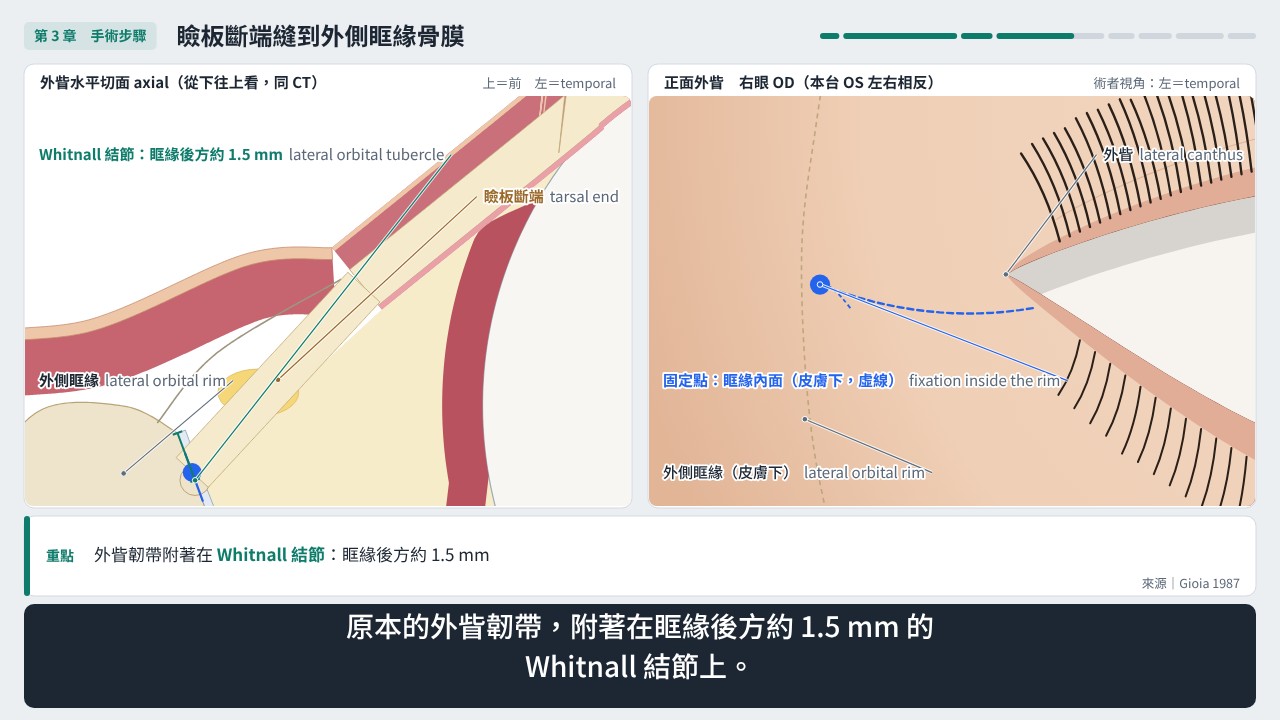 第 3 章　手術步驟
瞼板斷端縫到外側眶緣骨膜
外眥水平切面 axial（從下往上看，同 CT）
上＝前　左＝temporal
Whitnall 結節：眶緣後方約 1.5 mm lateral orbital tubercle
瞼板斷端 tarsal end
外側眶緣 lateral orbital rim
正面外眥　右眼 OD（本台 OS 左右相反）
術者視角：左＝temporal
外眥 lateral canthus
固定點：眶緣內面（皮膚下，虛線） fixation inside the rim
外側眶緣（皮膚下） lateral orbital rim
重點　外眥韌帶附著在 Whitnall 結節：眶緣後方約 1.5 mm
來源｜Gioia 1987
原本的外眥韌帶，附著在眶緣後方約 1.5 mm 的
Whitnall 結節上。